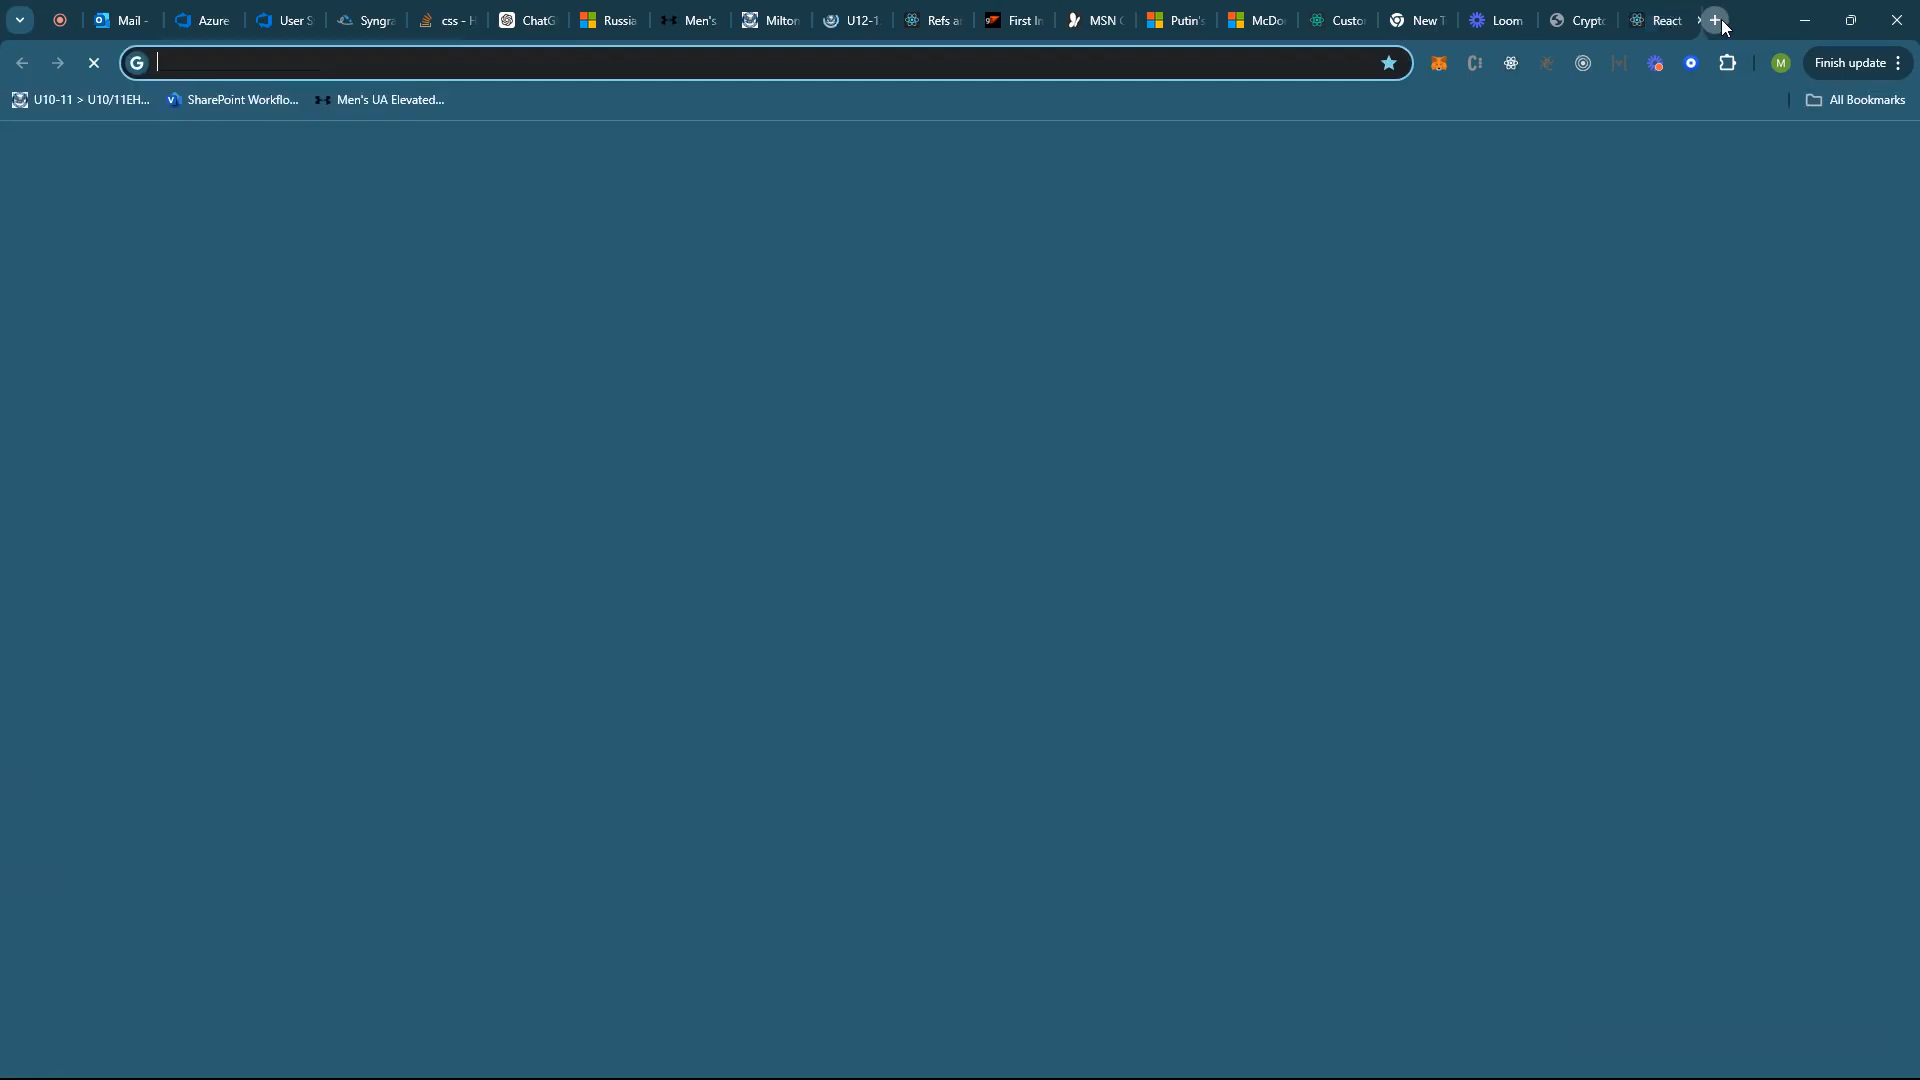 Mail - Azure User S Syngra css - H ChatG Russia Men's Milton U12-1 Refs a First In MSN Putin's McDo Custo New T Loom Crypto React
Finish update
U10-11 > U10/11EH... SharePoint Workflo... Men's UA Elevated... All Bookmarks